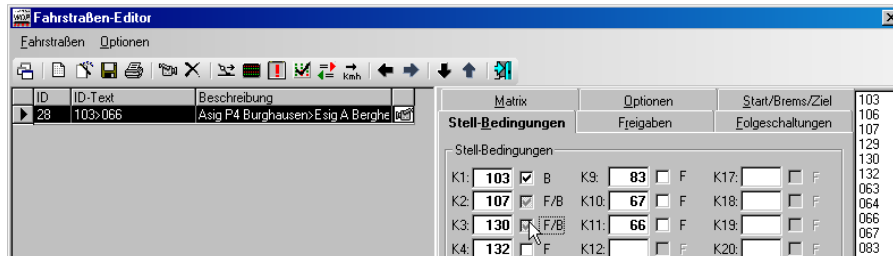 Fahrstraßen-Editor
Fahrstraßen Optionen
kmh
ID ID-Text Beschreibung
28 103>066 Asig P4 Burghausen>Esig A Berghe
Matrix Optionen Start/Brems/Ziel
Stell-Bedingungen Freigaben Folgeschaltungen
Stell-Bedingungen
K1: 103 B K9: 83 F K17: F
K2: 107 F/B K10: 67 F K18: F
K3: 130 F/B K11: 66 F K19: F
K4: 132 F K12: F K20: F
103
106
107
129
130
132
063
064
066
067
083